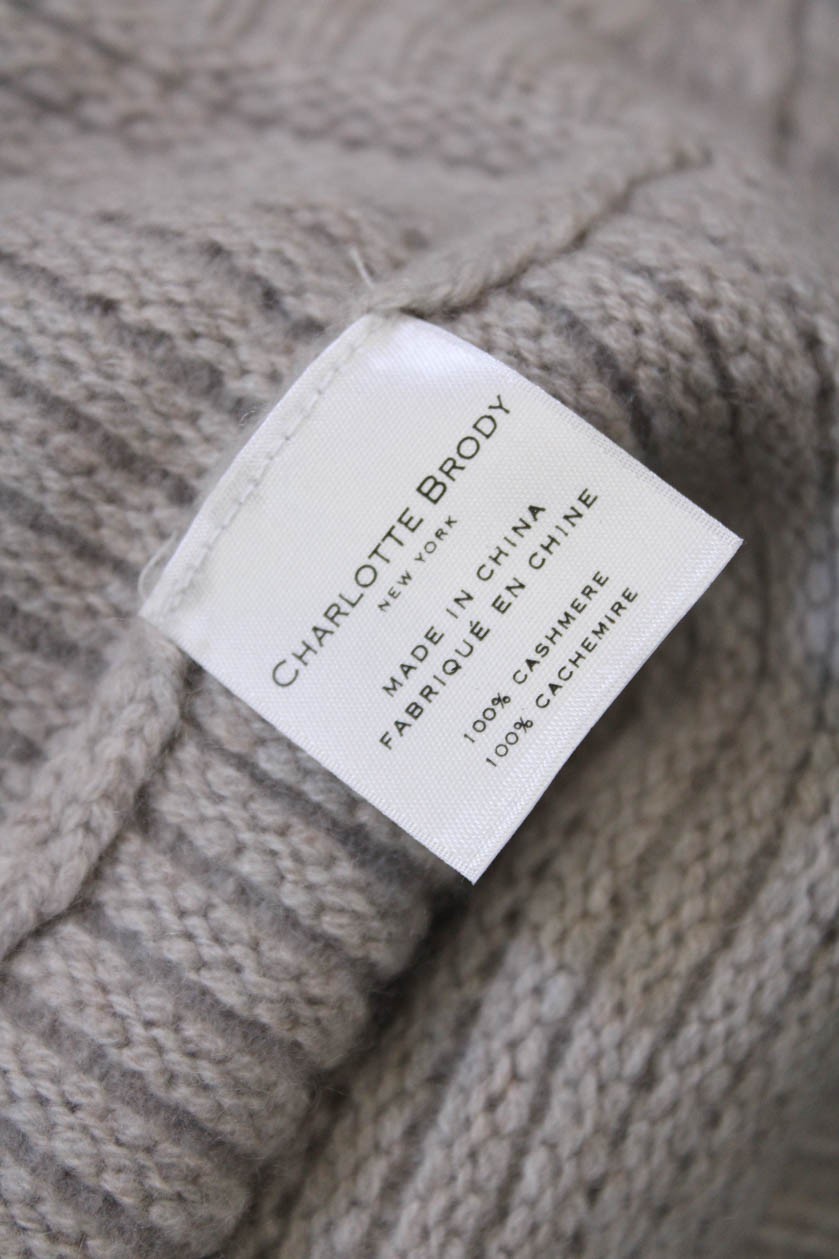 CHARLOTTE BRODY
NEW YORK
MADE IN CHINA
FABRIQUÉ EN CHINE
100% CASHMERE
100% CACHEMIRE